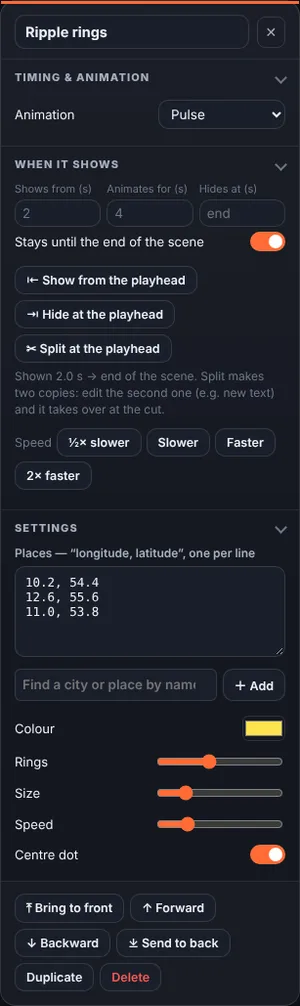 Ripple rings ✕
TIMING & ANIMATION
Animation Pulse
WHEN IT SHOWS
Shows from (s) Animates for (s) Hides at (s)
2 4 end
Stays until the end of the scene
⇤ Show from the playhead
⇥ Hide at the playhead
✂ Split at the playhead
Shown 2.0 s → end of the scene. Split makes
two copies: edit the second one (e.g. new text)
and it takes over at the cut.
Speed ½× slower Slower Faster
2× faster
SETTINGS
Places — “longitude, latitude”, one per line
10.2, 54.4
12.6, 55.6
11.0, 53.8
Find a city or place by name + Add
Colour
Rings
Size
Speed
Centre dot
⤒ Bring to front ↑ Forward
↓ Backward ⤓ Send to back
Duplicate Delete